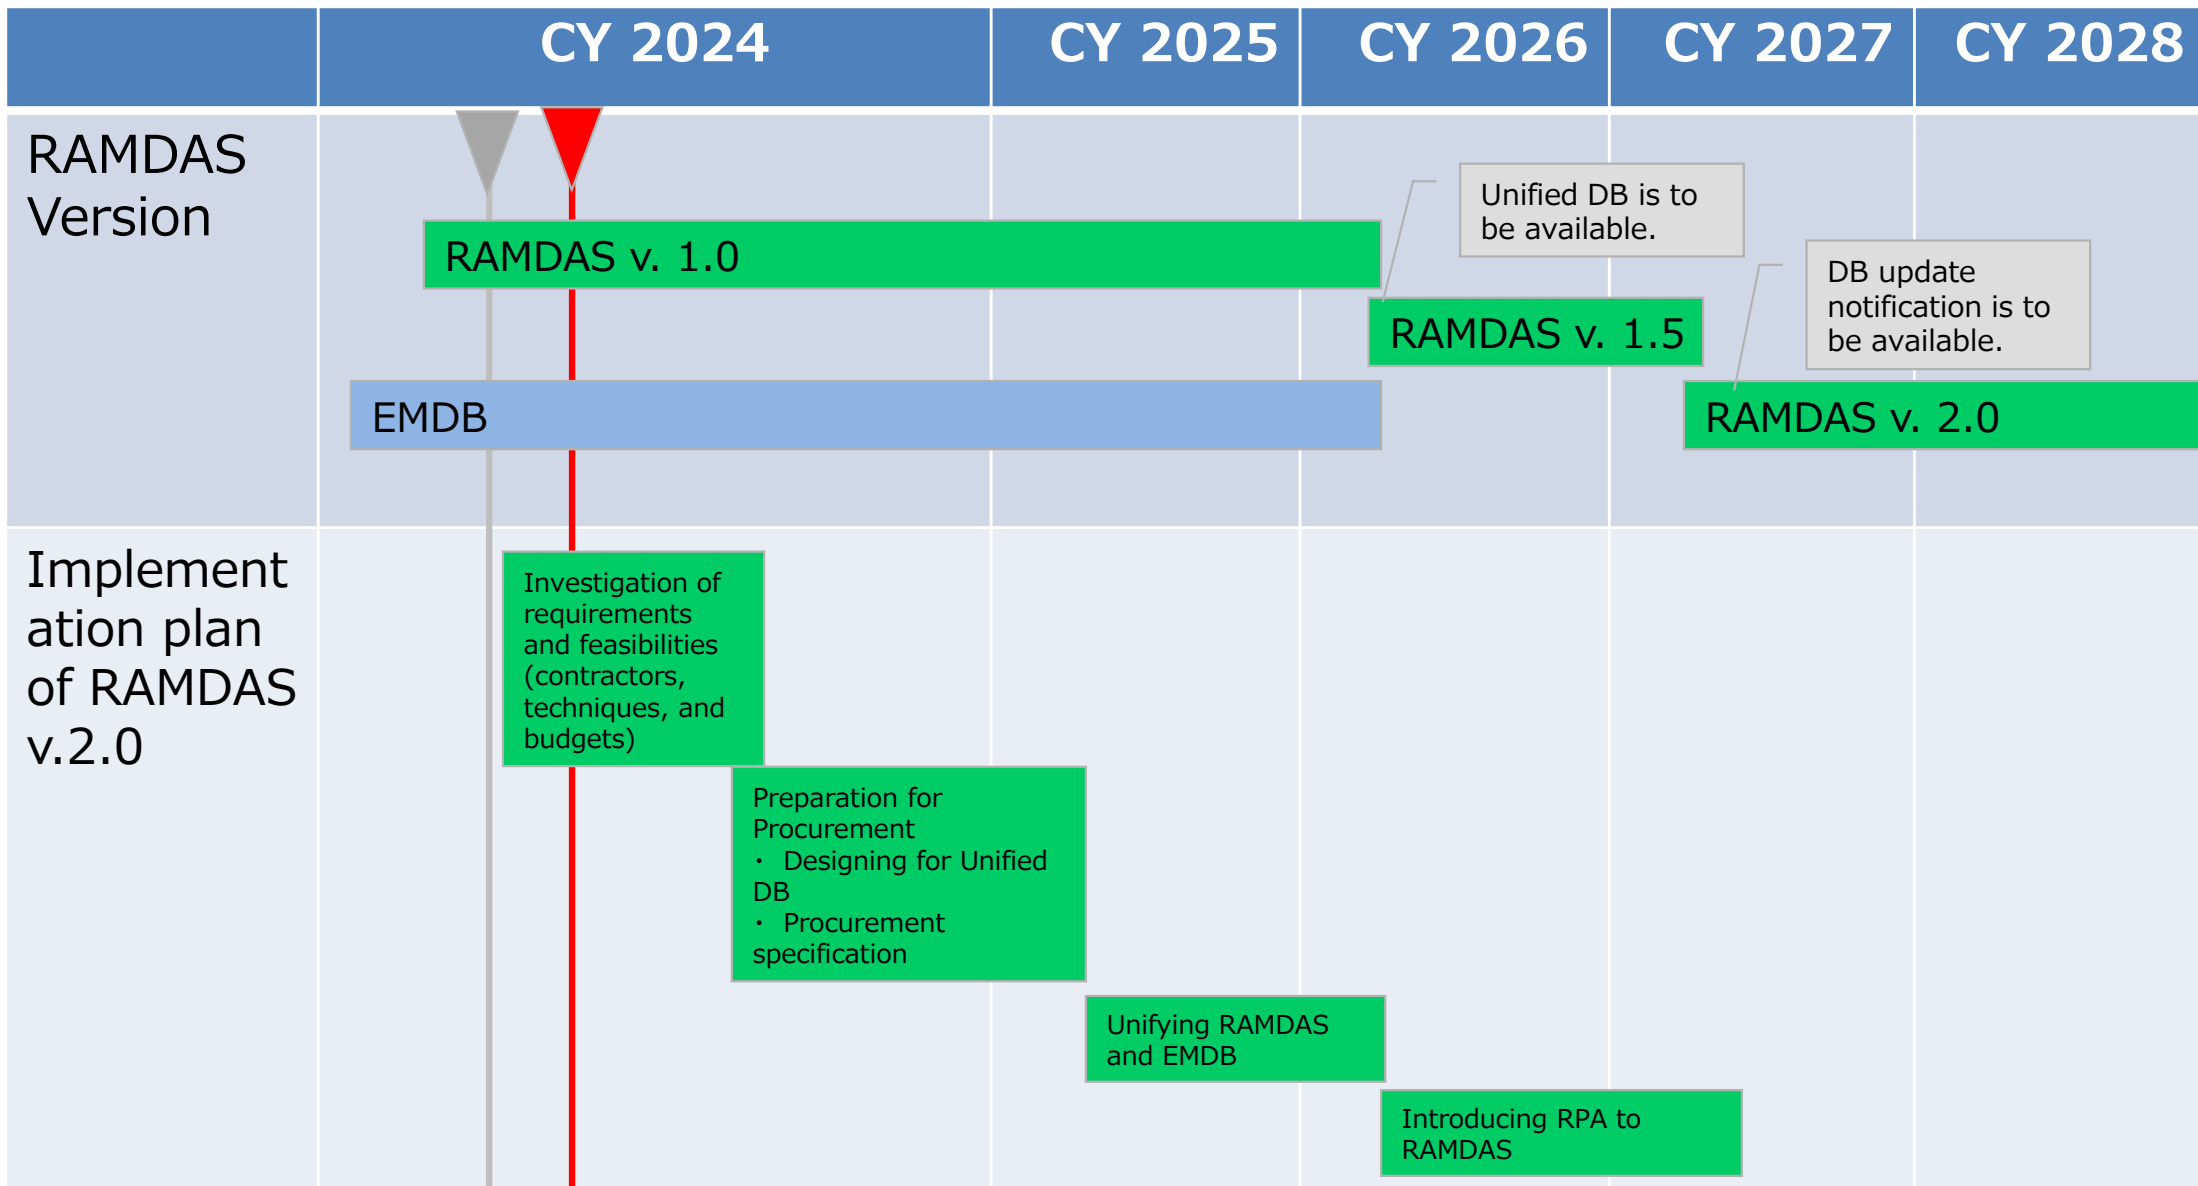 CY 2024
CY 2025
CY 2026
CY 2027
CY 2028
RAMDAS
Version
RAMDAS v. 1.0
Unified DB is to
be available.
RAMDAS v. 1.5
DB update
notification is to
be available.
EMDB
RAMDAS v. 2.0
Implement
ation plan
of RAMDAS
v.2.0
Investigation of
requirements
and feasibilities
(contractors,
techniques, and
budgets)
Preparation for
Procurement
・ Designing for Unified
DB
・ Procurement
specification
Unifying RAMDAS
and EMDB
Introducing RPA to
RAMDAS